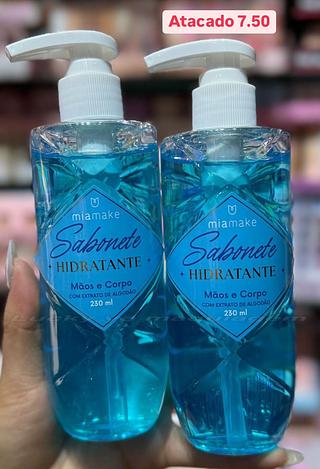 Atacado 7.50
miamake
Sabonete
HIDRATANTE
Mãos e Corpo
COM EXTRATO DE ALGODÃO
230 ml
miamake
Sabonete
HIDRATANTE
Mãos e Corpo
COM EXTRATO DE ALGODÃO
230 ml